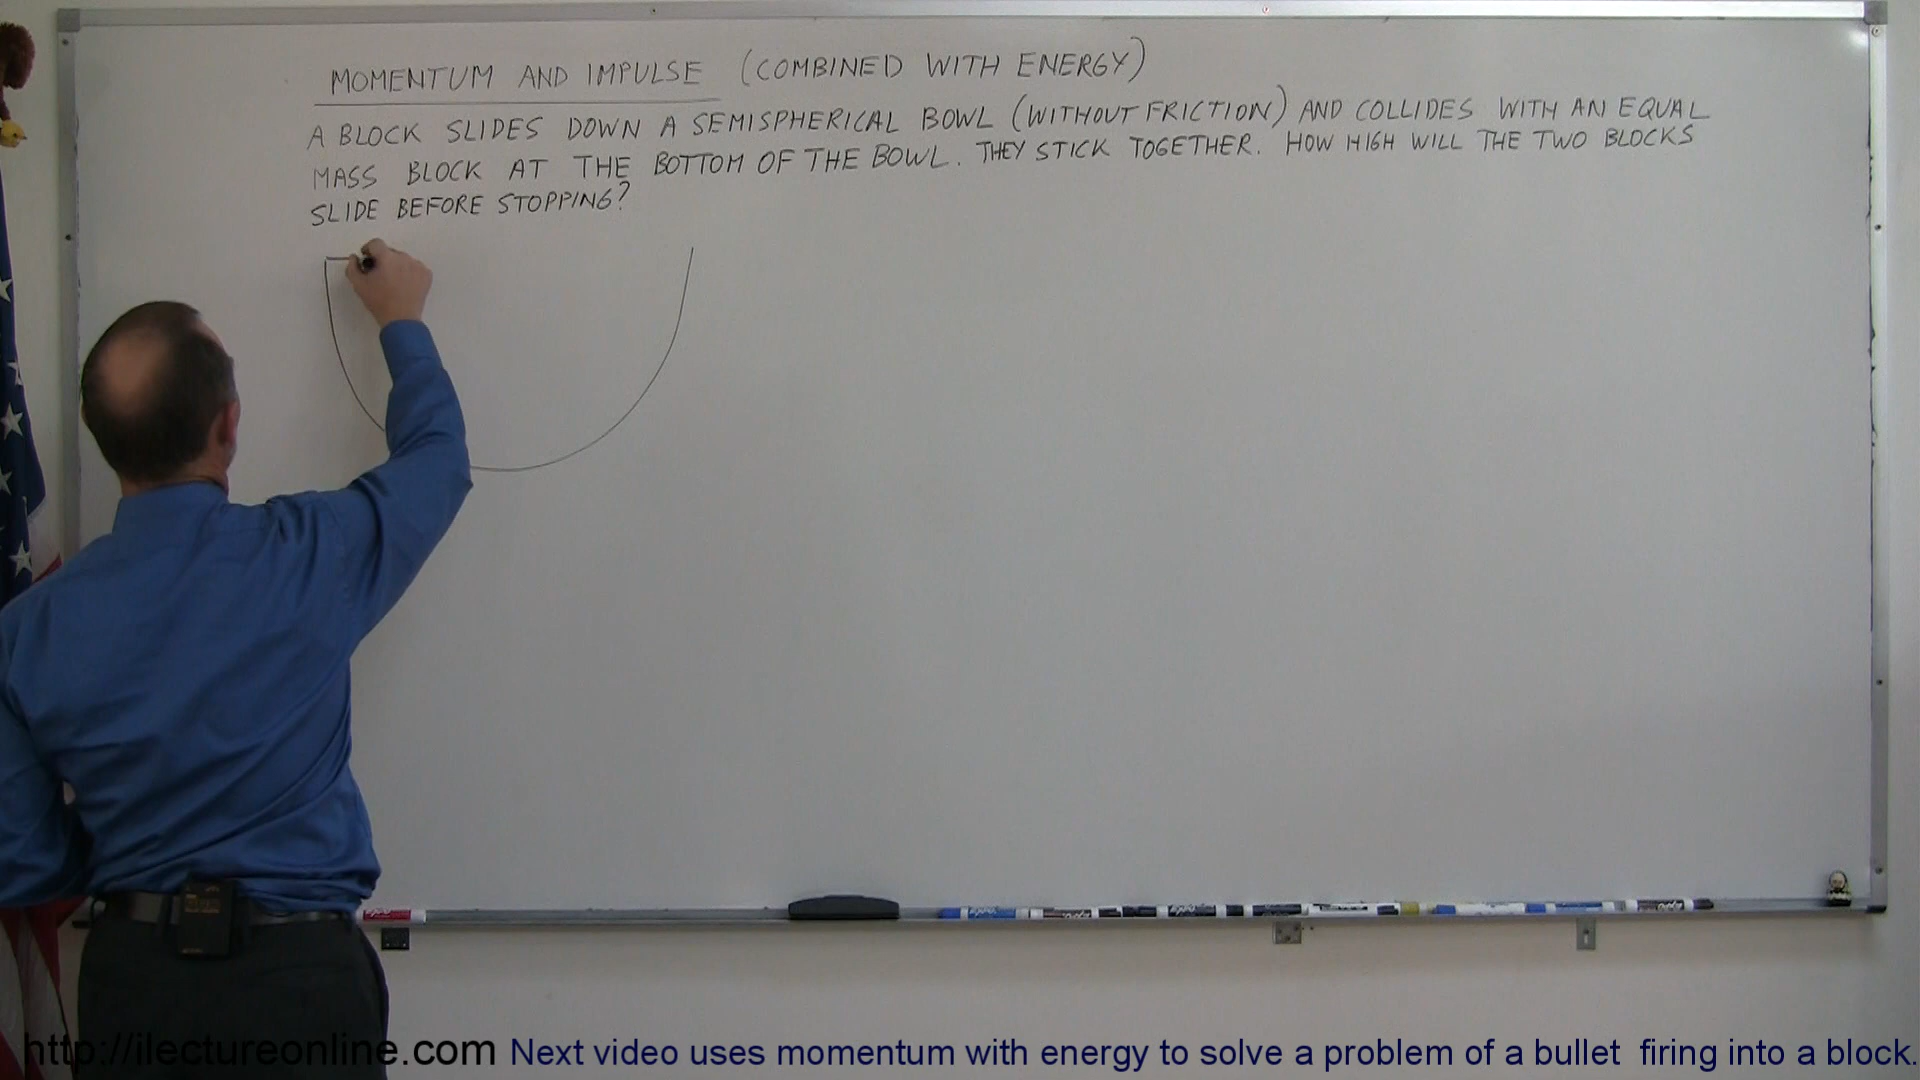 MOMENTUM AND IMPULSE (COMBINED WITH ENERGY)
A BLOCK SLIDES DOWN A SEMISPHERICAL BOWL (WITHOUT FRICTION) AND COLLIDES WITH AN EQUAL
MASS BLOCK AT THE BOTTOM OF THE BOWL. THEY STICK TOGETHER. HOW HIGH WILL THE TWO BLOCKS
SLIDE BEFORE STOPPING?
http://ilectureonline.com Next video uses momentum with energy to solve a problem of a bullet firing into a block.